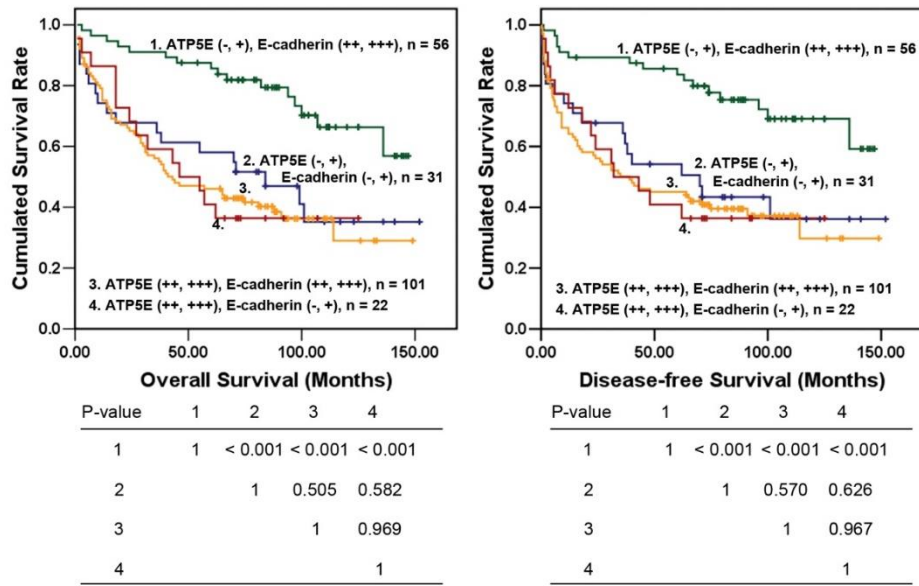 1.0
0.8
0.6
0.4
0.2
0.0
Cumulated Survival Rate
1. ATP5E (-, +), E-cadherin (++, +++), n = 56
2. ATP5E (-, +),
E-cadherin (-, +), n = 31
3.
4.
3. ATP5E (++, +++), E-cadherin (++, +++), n = 101
4. ATP5E (++, +++), E-cadherin (-, +), n = 22
0.00 50.00 100.00 150.00
Overall Survival (Months)
P-value 1 2 3 4
1 1 < 0.001 < 0.001 < 0.001
2 1 0.505 0.582
3 1 0.969
4 1
1.0
0.8
0.6
0.4
0.2
0.0
Cumulated Survival Rate
1. ATP5E (-, +), E-cadherin (++, +++), n = 56
2. ATP5E (-, +),
E-cadherin (-, +), n = 31
3.
4.
3. ATP5E (++, +++), E-cadherin (++, +++), n = 101
4. ATP5E (++, +++), E-cadherin (-, +), n = 22
0.00 50.00 100.00 150.00
Disease-free Survival (Months)
P-value 1 2 3 4
1 1 < 0.001 < 0.001 < 0.001
2 1 0.570 0.626
3 1 0.967
4 1